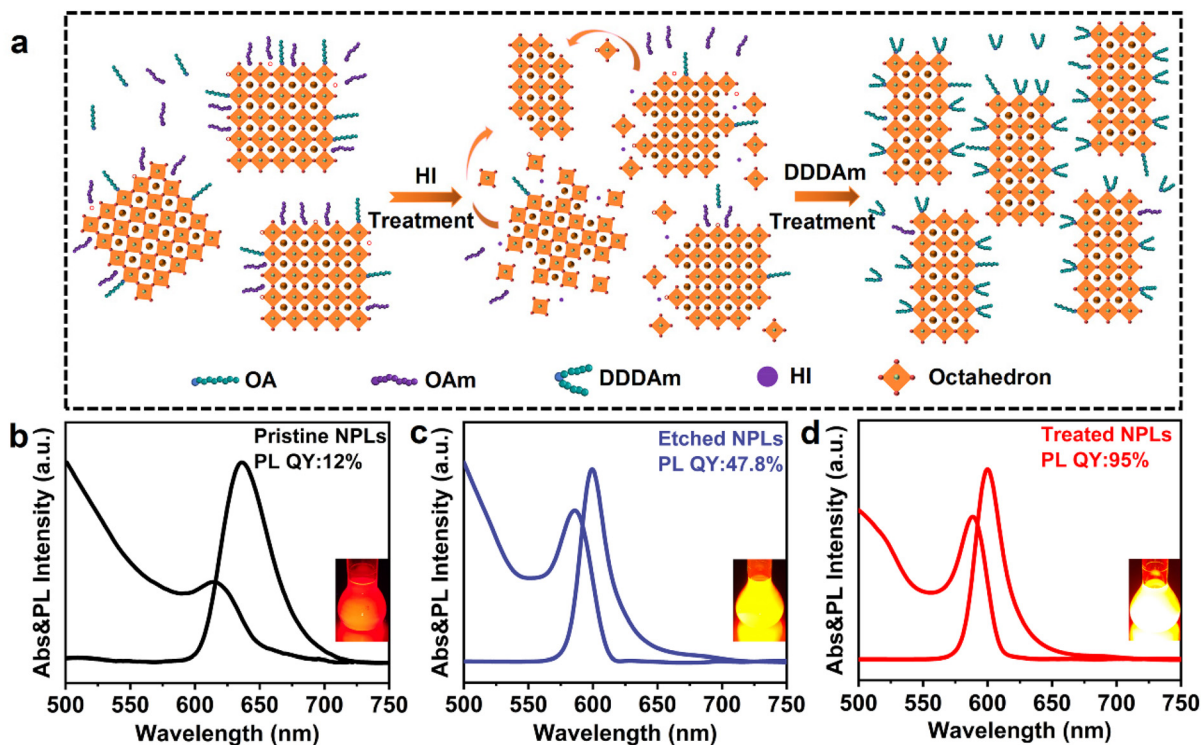 a
HI
Treatment
DDDAm
Treatment
OA
OAm
DDDAm
HI
Octahedron
b
Pristine NPLs
PL QY:12%
Abs&PL Intensity (a.u.)
500 550 600 650 700 750
Wavelength (nm)
c
Etched NPLs
PL QY:47.8%
Abs&PL Intensity (a.u.)
500 550 600 650 700 750
Wavelength (nm)
d
Treated NPLs
PL QY:95%
Abs&PL Intensity (a.u.)
500 550 600 650 700 750
Wavelength (nm)